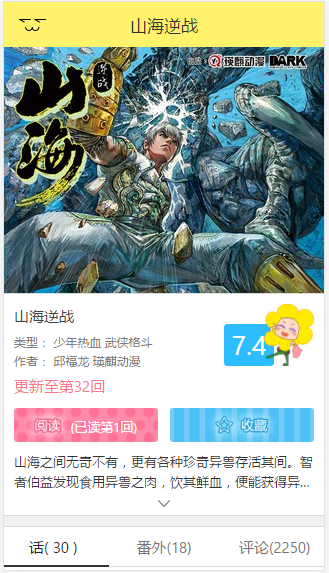 山海逆战
山海
逆战
瑛麒动漫 DARK
山海逆战
类型： 少年热血 武侠格斗
作者： 邱福龙 瑛麒动漫
7.4
更新至第32回
阅读 (已读第1回)
收藏
山海之间无奇不有，更有各种珍奇异兽存活其间。智
者伯益发现食用异兽之肉，饮其鲜血，便能获得异...
话( 30 )
番外(18)
评论(2250)